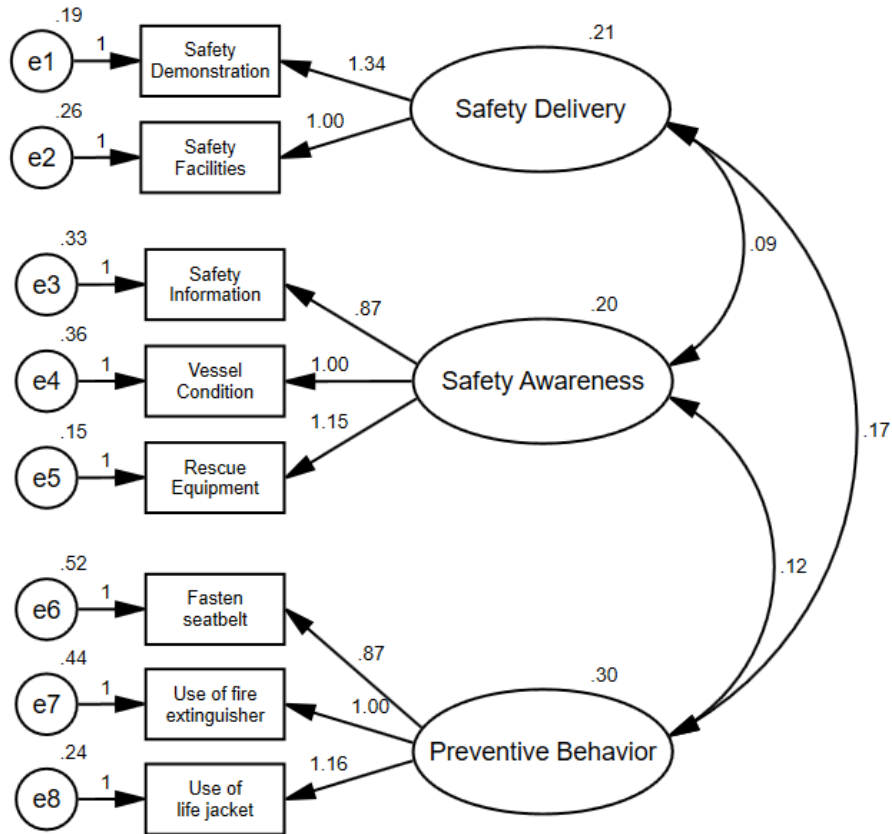 .19
e1
1
Safety
Demonstration
1.34
.21
Safety Delivery
.26
e2
1
Safety
Facilities
1.00
.09
.33
e3
1
Safety
Information
.87
.20
Safety Awareness
.36
e4
1
Vessel
Condition
1.00
.15
e5
1
Rescue
Equipment
1.15
.17
.12
.52
e6
1
Fasten
seatbelt
.87
.30
Preventive Behavior
.44
e7
1
Use of fire
extinguisher
1.00
.24
e8
1
Use of
life jacket
1.16